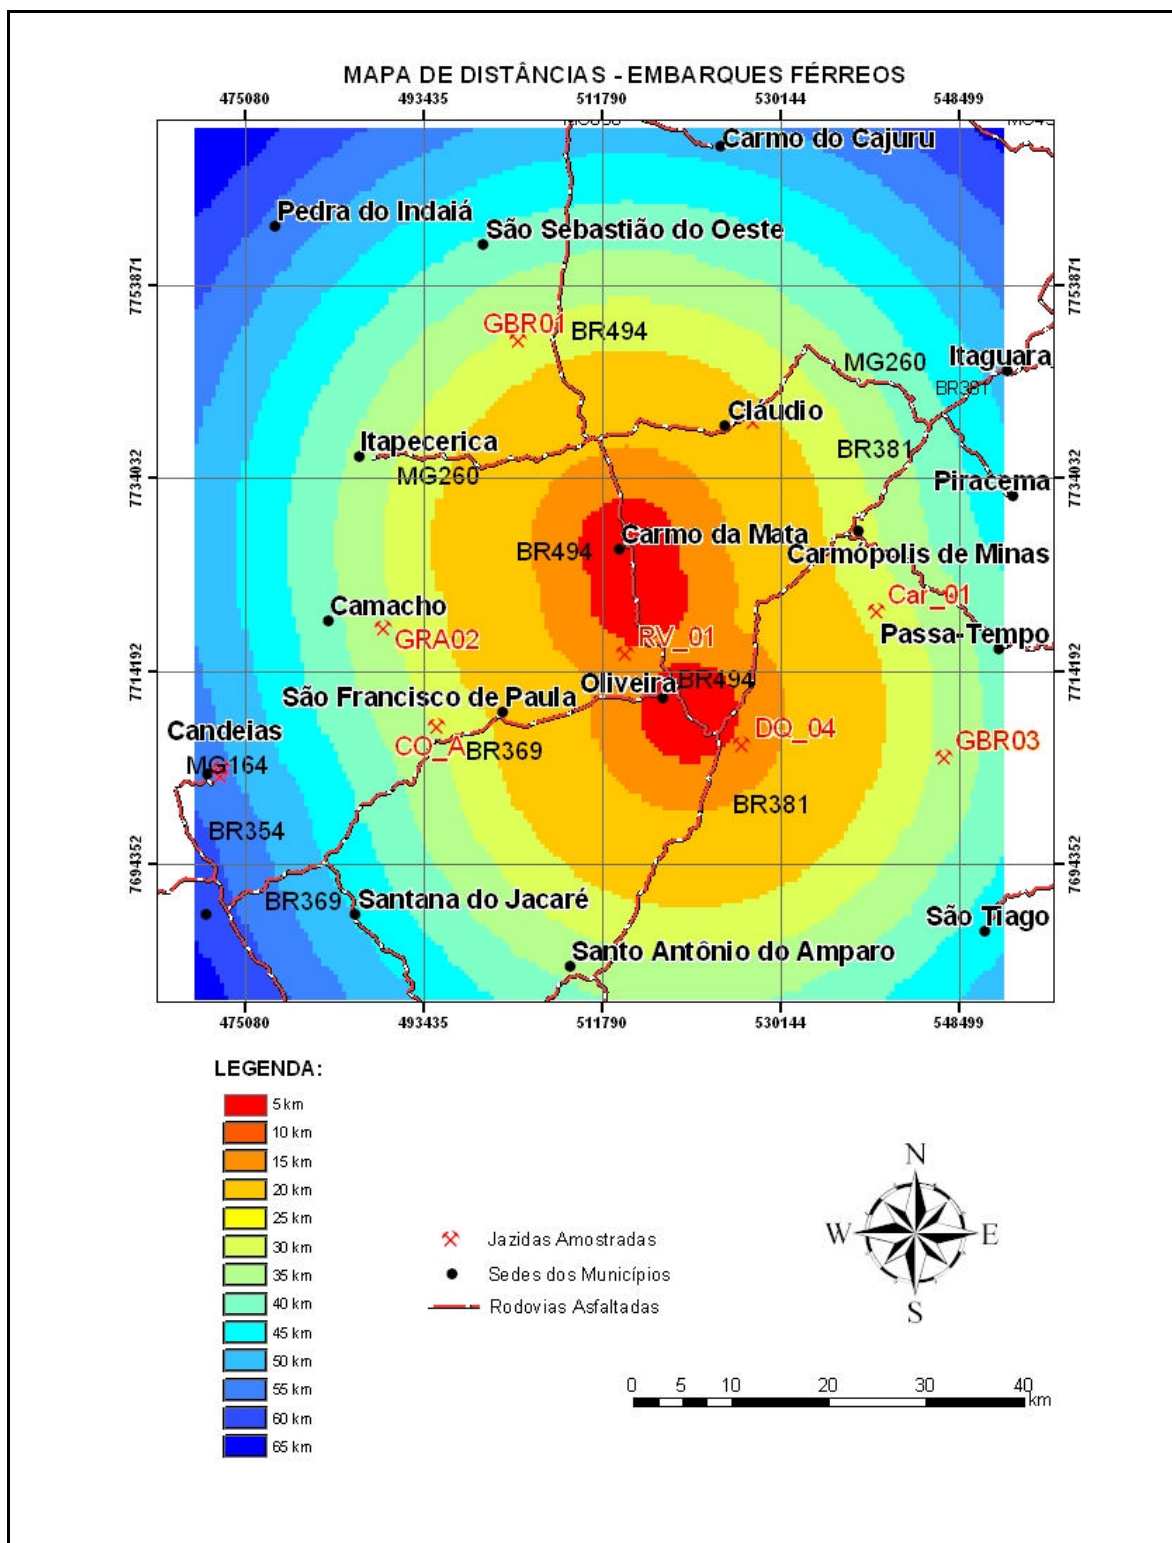 MAPA DE DISTÂNCIAS - EMBARQUES FÉRREOS
475080 493435 511790 530144 548499
Carmo do Cajuru
Pedra do Indaiá
São Sebastião do Oeste
7753871 7753871
GBR01
BR494
MG260
Itaguara
BR381
Cláudio
Itapecerica
BR381
MG260
7734032 7734032
Piracema
Carmo da Mata
BR494
Carmópolis de Minas
Car_01
Camacho
GRA02
RV_01
Passa-Tempo
7714192 7714192
Oliveira
BR494
São Francisco de Paula
Candeias
CO_A
BR369
DQ_04
GBR03
MG164
BR381
BR354
7694352 7694352
BR369
Santana do Jacaré
São Tiago
Santo Antônio do Amparo
475080 493435 511790 530144 548499
LEGENDA:
5 km
10 km
15 km
20 km
25 km
30 km
35 km
40 km
45 km
50 km
55 km
60 km
65 km
Jazidas Amostradas
Sedes dos Municípios
Rodovias Asfaltadas
N
W E
S
0 5 10 20 30 40
km